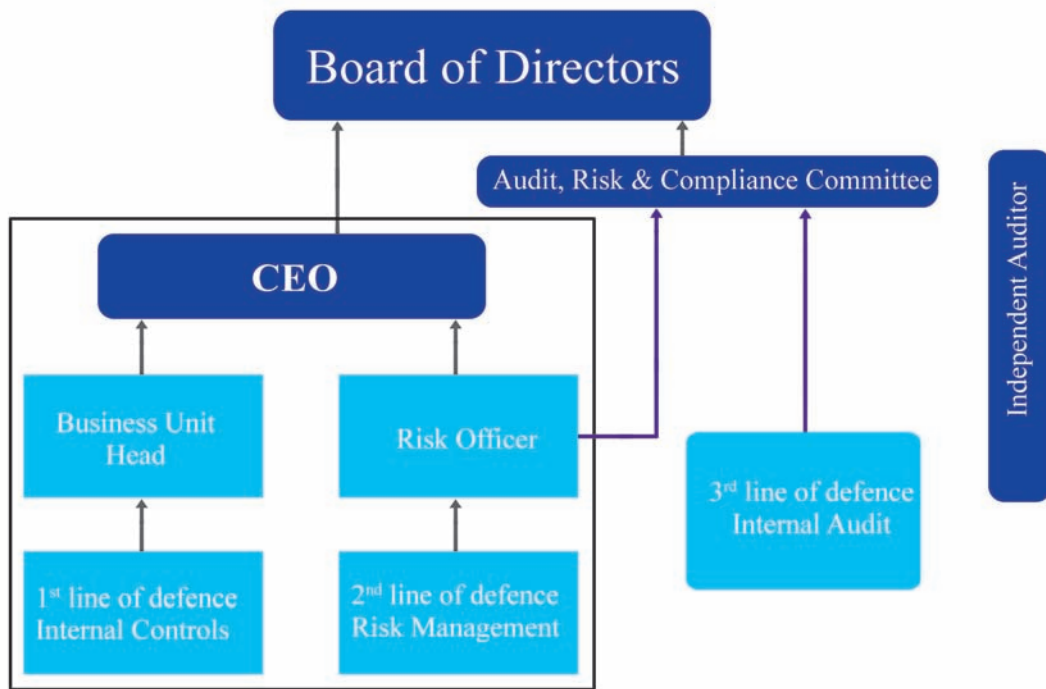 Board of Directors
Audit, Risk & Compliance Committee
Independent Auditor
CEO
Business Unit
Head
Risk Officer
3rd line of defence
Internal Audit
1st line of defence
Internal Controls
2nd line of defence
Risk Management